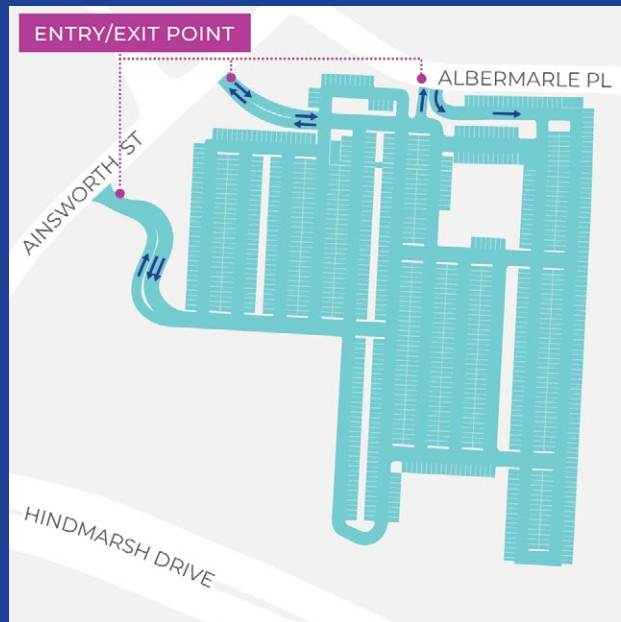 ENTRY/EXIT POINT
ALBERMARLE PL
AINSWORTH ST
HINDMARSH DRIVE